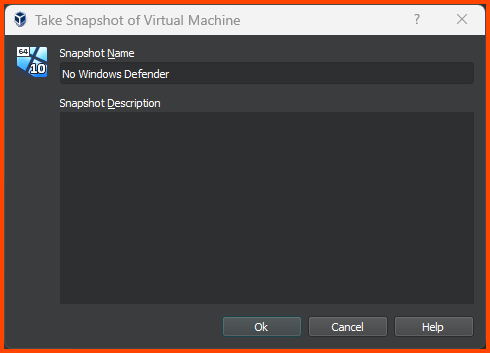 Take Snapshot of Virtual Machine
?
64
10
Snapshot Name
No Windows Defender
Snapshot Description
Ok
Cancel
Help